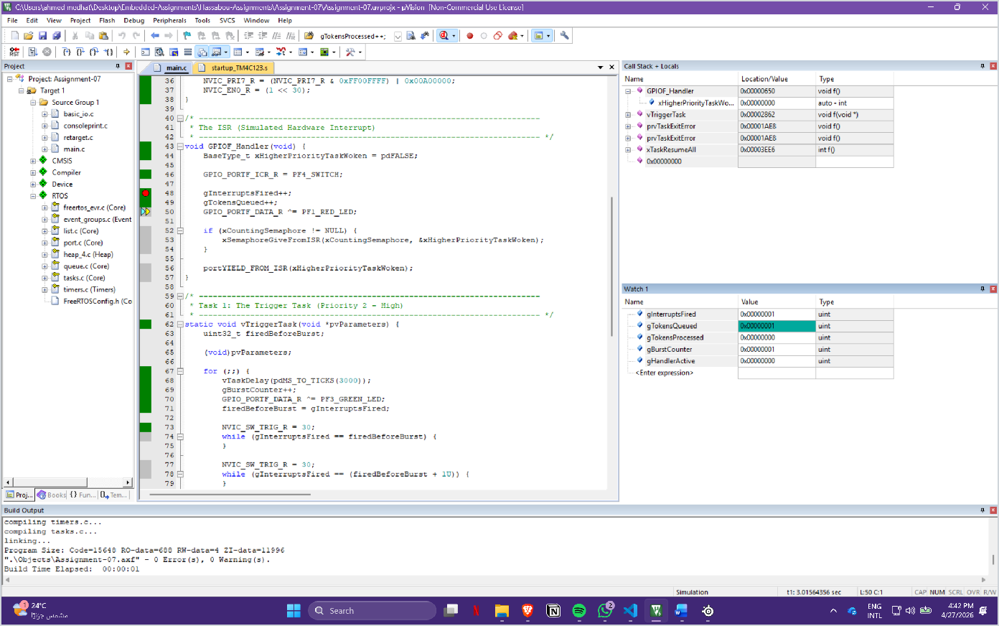 C:\Users\ahmed medhat\Desktop\Embedded-Assignments\Hassabou-Assignments\Assignment-07\Assignment-07.uvprojx - µVision [Non-Commercial Use License]
File Edit View Project Flash Debug Peripherals Tools SVCS Window Help
gTokensProcessed++;
RST
Project
Project: Assignment-07
Target 1
Source Group 1
basic_io.c
consoleprint.c
retarget.c
main.c
CMSIS
Compiler
Device
RTOS
freertos_evr.c (Core)
event_groups.c (Event
list.c (Core)
port.c (Core)
heap_4.c (Heap)
queue.c (Core)
tasks.c (Core)
timers.c (Timers)
FreeRTOSConfig.h (Co
Proj... Books {} Fun... Tem...
main.c startup_TM4C123.s
36 NVIC_PRI7_R = (NVIC_PRI7_R & 0xFF00FFFF) | 0x00A00000;
37 NVIC_EN0_R = (1 << 30);
38 }
39
40 /* --------------------------------------------------------------------------
41 * The ISR (Simulated Hardware Interrupt)
42 * -------------------------------------------------------------------------- */
43 void GPIOF_Handler(void) {
44 BaseType_t xHigherPriorityTaskWoken = pdFALSE;
45
46 GPIO_PORTF_ICR_R = PF4_SWITCH;
47
48 gInterruptsFired++;
49 gTokensQueued++;
50 GPIO_PORTF_DATA_R ^= PF1_RED_LED;
51
52 if (xCountingSemaphore != NULL) {
53 xSemaphoreGiveFromISR(xCountingSemaphore, &xHigherPriorityTaskWoken);
54 }
55
56 portYIELD_FROM_ISR(xHigherPriorityTaskWoken);
57 }
58
59 /* --------------------------------------------------------------------------
60 * Task 1: The Trigger Task (Priority 2 - High)
61 * -------------------------------------------------------------------------- */
62 static void vTriggerTask(void *pvParameters) {
63 uint32_t firedBeforeBurst;
64
65 (void)pvParameters;
66
67 for (;;) {
68 vTaskDelay(pdMS_TO_TICKS(3000));
69 gBurstCounter++;
70 GPIO_PORTF_DATA_R ^= PF3_GREEN_LED;
71 firedBeforeBurst = gInterruptsFired;
72
73 NVIC_SW_TRIG_R = 30;
74 while (gInterruptsFired == firedBeforeBurst) {
75 }
76
77 NVIC_SW_TRIG_R = 30;
78 while (gInterruptsFired == (firedBeforeBurst + 1U)) {
79 }
Call Stack + Locals
Name Location/Value Type
GPIOF_Handler 0x00000650 void f()
xHigherPriorityTaskWo... 0x00000000 auto - int
vTriggerTask 0x00002862 void f(void *)
prvTaskExitError 0x00001AE8 void f()
prvTaskExitError 0x00001AE8 void f()
xTaskResumeAll 0x00003EE6 int f()
0x00000000
Watch 1
Name Value Type
gInterruptsFired 0x00000001 uint
gTokensQueued 0x00000001 uint
gTokensProcessed 0x00000000 uint
gBurstCounter 0x00000001 uint
gHandlerActive 0x00000000 uint
<Enter expression>
Build Output
compiling timers.c...
compiling tasks.c...
linking...
Program Size: Code=15648 RO-data=688 RW-data=4 ZI-data=11996
".\Objects\Assignment-07.axf" - 0 Error(s), 0 Warning(s).
Build Time Elapsed: 00:00:01
Simulation t1: 3.01564356 sec L:50 C:1 CAP NUM SCRL OVR R/W
1
24°C
مشمس جزئيًا
Search
2
ENG
INTL
4:42 PM
4/27/2026